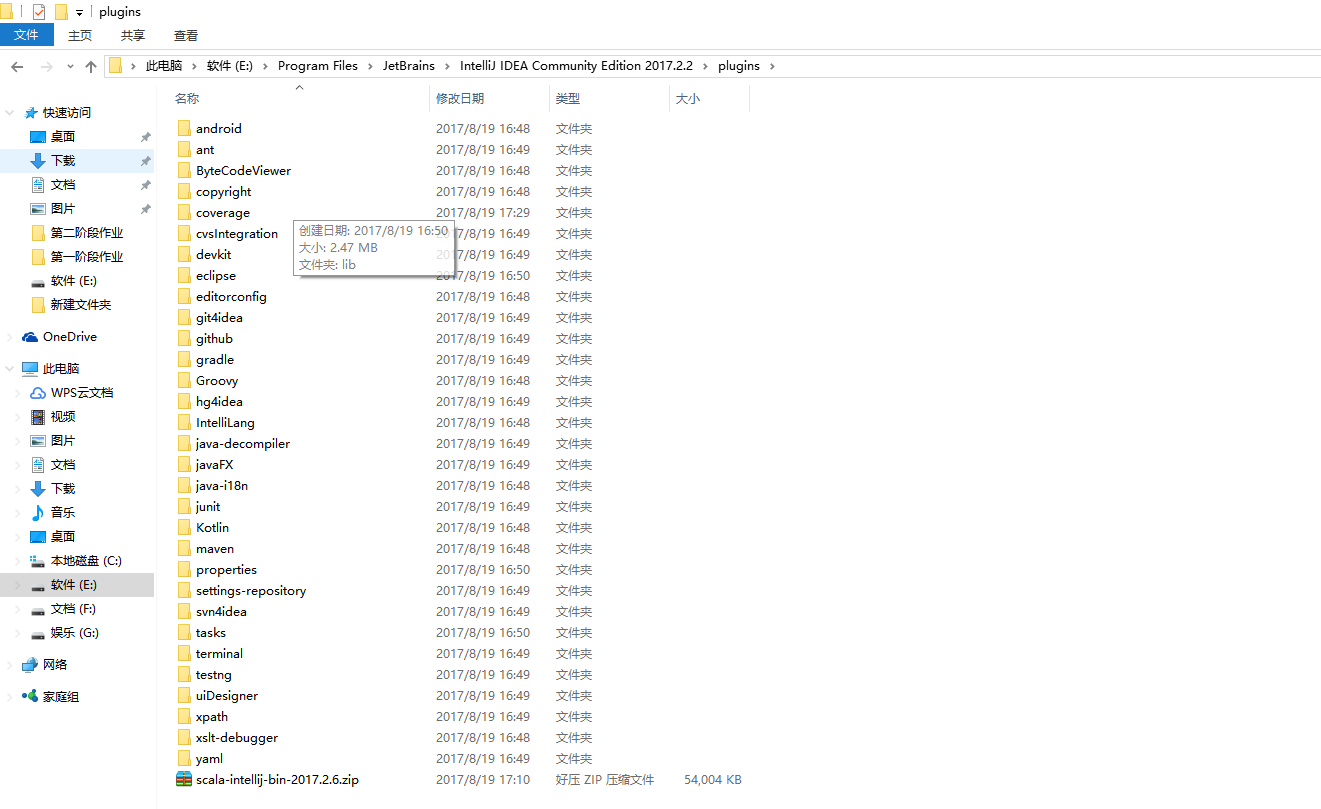 plugins
文件 主页 共享 查看
此电脑 软件 (E:) Program Files JetBrains IntelliJ IDEA Community Edition 2017.2.2 plugins
快速访问
桌面
下载
文档
图片
第二阶段作业
第一阶段作业
软件 (E:)
新建文件夹
OneDrive
此电脑
WPS云文档
视频
图片
文档
下载
音乐
桌面
本地磁盘 (C:)
软件 (E:)
文档 (F:)
娱乐 (G:)
网络
家庭组
名称 修改日期 类型 大小
android 2017/8/19 16:48 文件夹
ant 2017/8/19 16:49 文件夹
ByteCodeViewer 2017/8/19 16:48 文件夹
copyright 2017/8/19 16:48 文件夹
coverage 2017/8/19 17:29 文件夹
cvsIntegration 2017/8/19 16:49 文件夹
devkit 2017/8/19 16:49 文件夹
eclipse 2017/8/19 16:50 文件夹
创建日期: 2017/8/19 16:50
大小: 2.47 MB
文件夹: lib
editorconfig 2017/8/19 16:48 文件夹
git4idea 2017/8/19 16:49 文件夹
github 2017/8/19 16:49 文件夹
gradle 2017/8/19 16:49 文件夹
Groovy 2017/8/19 16:48 文件夹
hg4idea 2017/8/19 16:49 文件夹
IntelliLang 2017/8/19 16:48 文件夹
java-decompiler 2017/8/19 16:49 文件夹
javaFX 2017/8/19 16:49 文件夹
java-i18n 2017/8/19 16:48 文件夹
junit 2017/8/19 16:49 文件夹
Kotlin 2017/8/19 16:48 文件夹
maven 2017/8/19 16:48 文件夹
properties 2017/8/19 16:50 文件夹
settings-repository 2017/8/19 16:49 文件夹
svn4idea 2017/8/19 16:49 文件夹
tasks 2017/8/19 16:50 文件夹
terminal 2017/8/19 16:49 文件夹
testng 2017/8/19 16:49 文件夹
uiDesigner 2017/8/19 16:49 文件夹
xpath 2017/8/19 16:49 文件夹
xslt-debugger 2017/8/19 16:48 文件夹
yaml 2017/8/19 16:49 文件夹
scala-intellij-bin-2017.2.6.zip 2017/8/19 17:10 好压 ZIP 压缩文件 54,004 KB